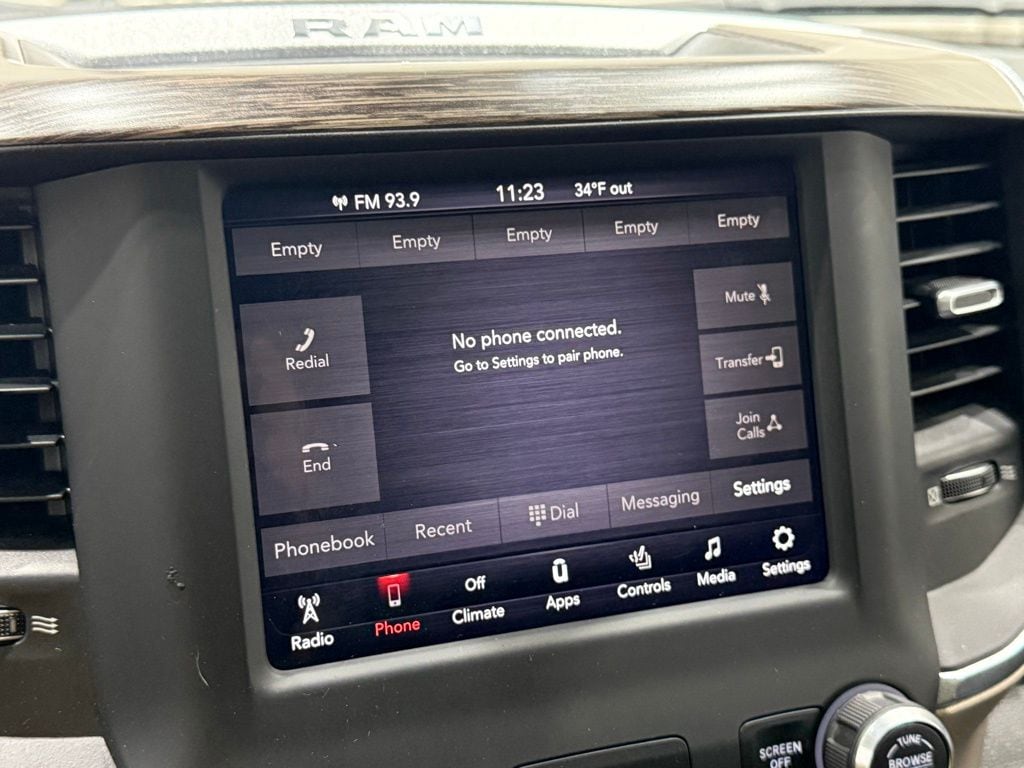 RAM
FM 93.9 11:23 34°F out
Empty Empty Empty Empty Empty
Redial
No phone connected.
Go to Settings to pair phone.
Mute
Transfer
Join
Calls
End
Phonebook Recent Dial Messaging Settings
Radio Phone Off
Climate Apps Controls Media Settings
SCREEN
OFF
TUNE
BROWSE